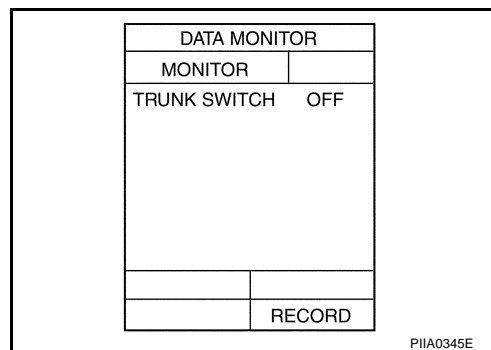 DATA MONITOR
MONITOR
TRUNK SWITCH OFF
RECORD
PIIA0345E